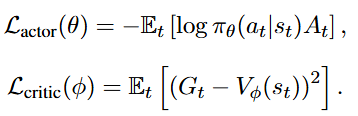 ℒ_actor(θ) = −𝔼_t [log π_θ(a_t|s_t)A_t] ,
ℒ_critic(ϕ) = 𝔼_t [(G_t − V_ϕ(s_t))²] .